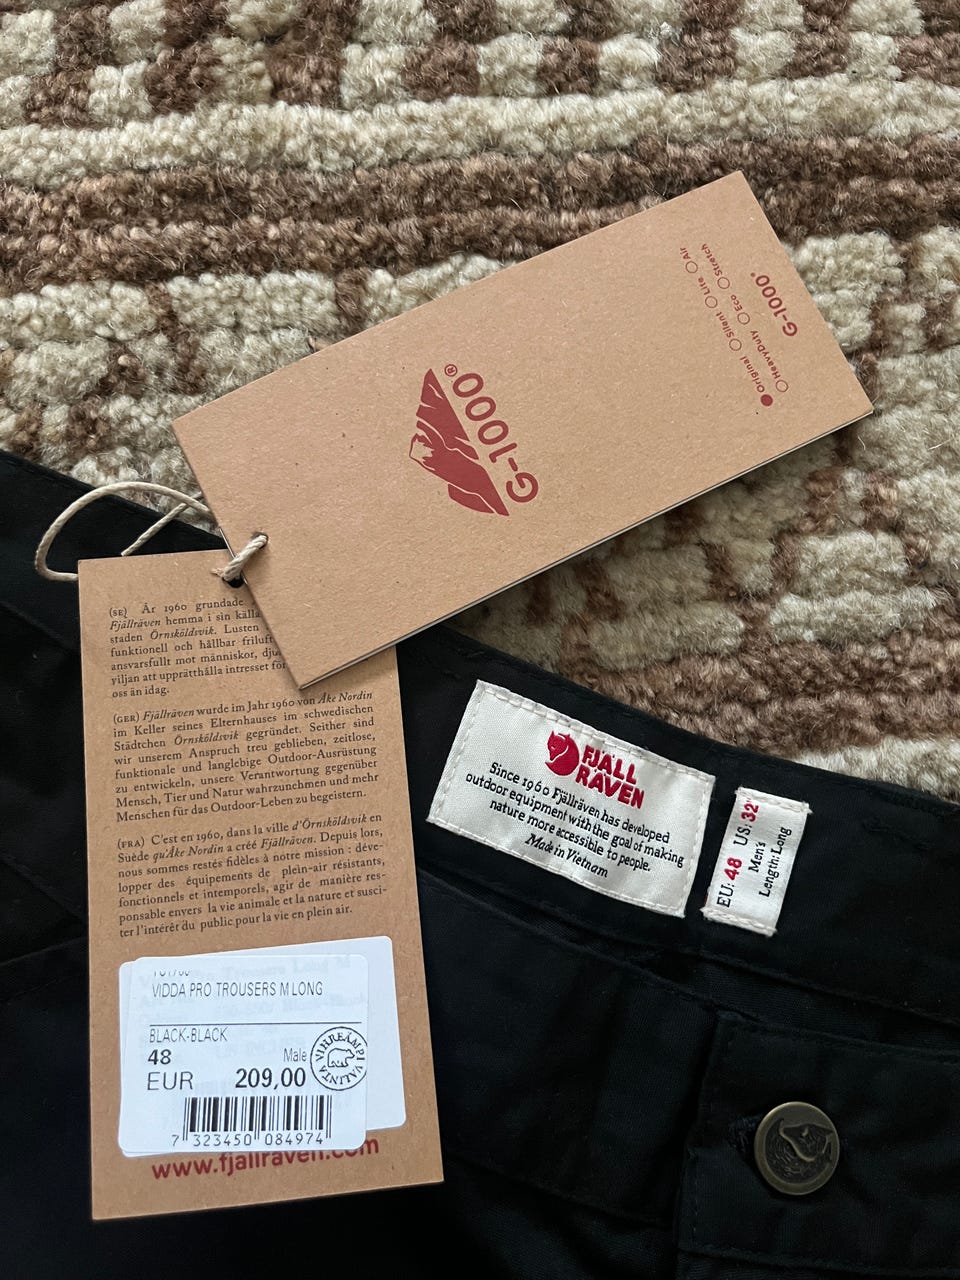 G-1000®
Original
Silent
Lite
Air
HeavyDuty
Eco
Stretch
G-1000®
(SE) År 1960 grundade
Fjällräven hemma i sin källa
staden Örnsköldsvik. Lusten
funktionell och hållbar friluft
ansvarsfullt mot människor, dju
viljan att upprätthålla intresset för
oss än idag.
(GER) Fjällräven wurde im Jahr 1960 von Åke Nordin
im Keller seines Elternhauses im schwedischen
Städtchen Örnsköldsvik gegründet. Seither sind
wir unserem Anspruch treu geblieben, zeitlose,
funktionale und langlebige Outdoor-Ausrüstung
zu entwickeln, unsere Verantwortung gegenüber
Mensch, Tier und Natur wahrzunehmen und mehr
Menschen für das Outdoor-Leben zu begeistern.
(FRA) C'est en 1960, dans la ville d'Örnsköldsvik en
Suède qu'Åke Nordin a créé Fjällräven. Depuis lors,
nous sommes restés fidèles à notre mission : déve-
lopper des équipements de plein-air résistants,
fonctionnels et intemporels, agir de manière res-
ponsable envers la vie animale et la nature et susci-
ter l'intérêt du public pour la vie en plein air.
VIDDA PRO TROUSERS M LONG
BLACK-BLACK
48 Male
EUR 209,00
VIHREÄMPI VALINTA
7 323450 084974
www.fjallraven.com
FJÄLL
RÄVEN
Since 1960 Fjällräven has developed
outdoor equipment with the goal of making
nature more accessible to people.
Made in Vietnam
EU: 48 US: 32"
Men's
Length: Long